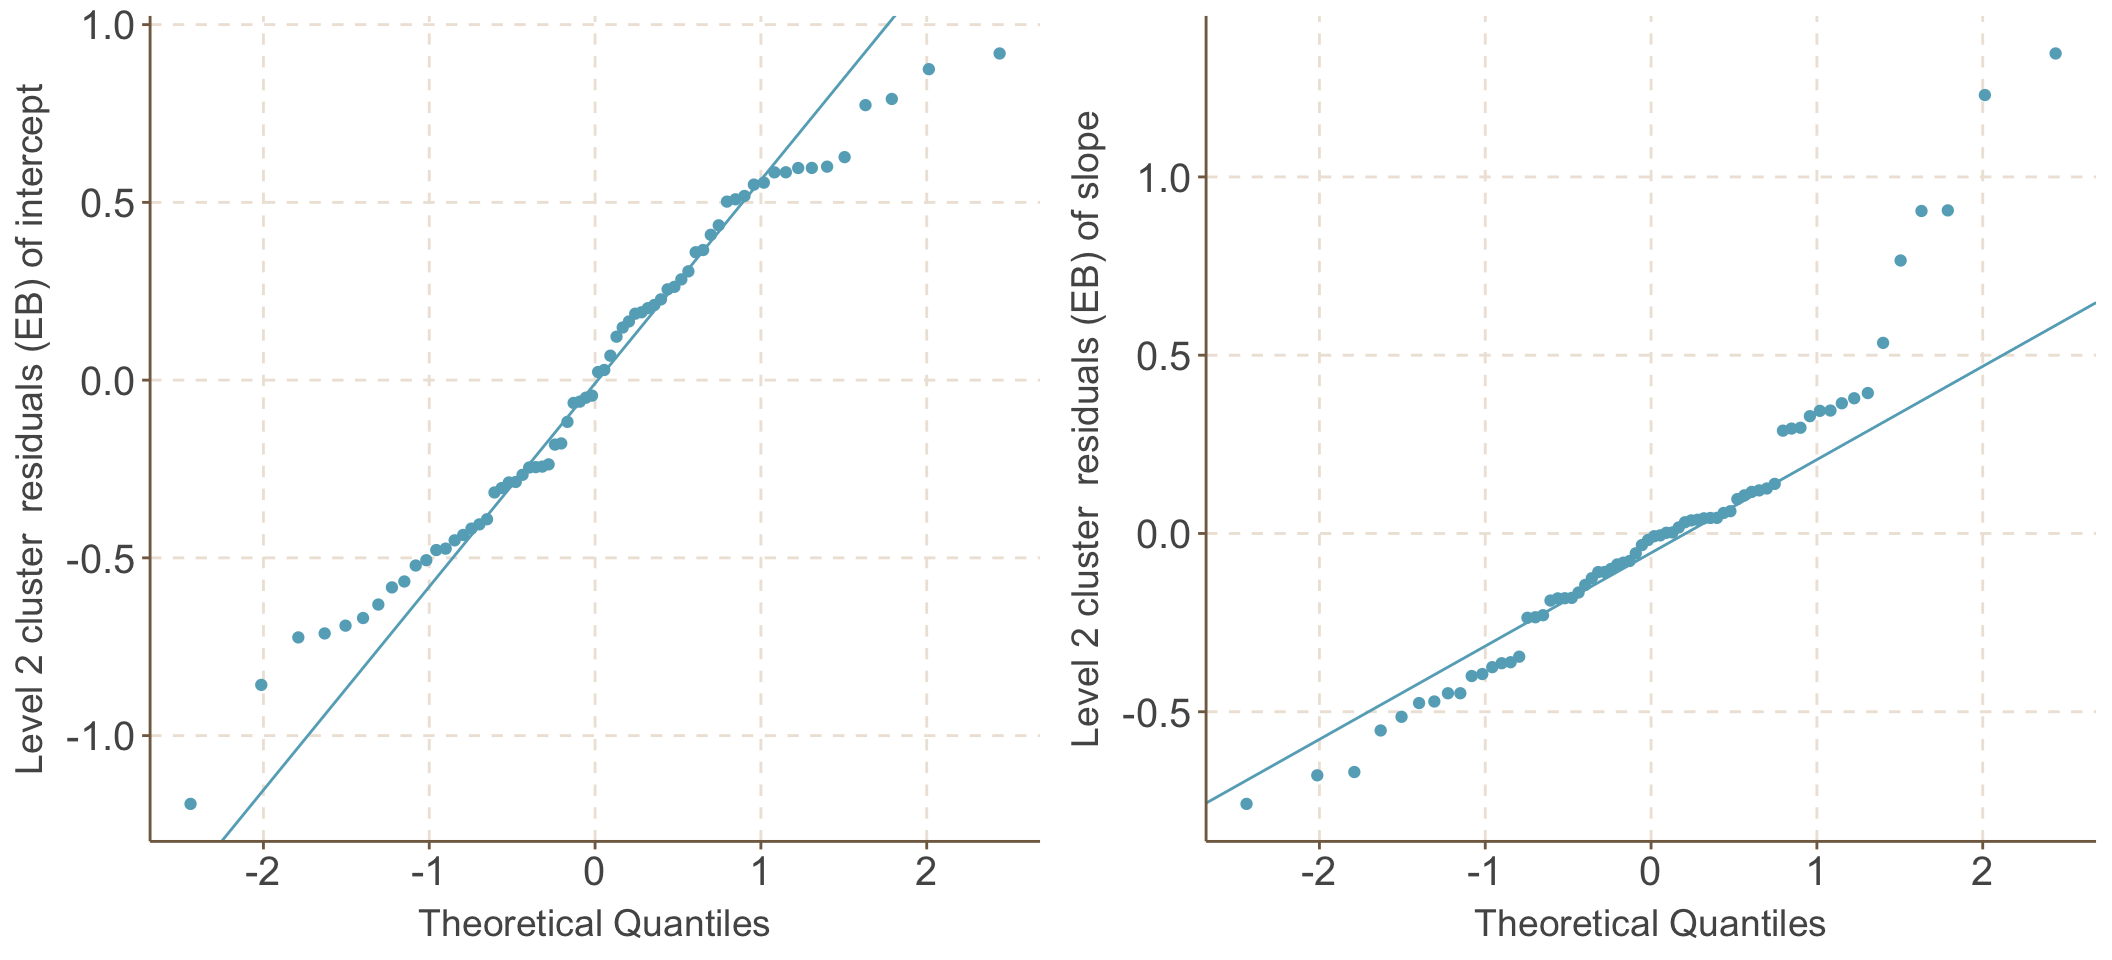 Level 2 cluster  residuals (EB) of intercept
1.0
0.5
0.0
-0.5
-1.0
-2 -1 0 1 2
Theoretical Quantiles
Level 2 cluster  residuals (EB) of slope
1.0
0.5
0.0
-0.5
-2 -1 0 1 2
Theoretical Quantiles